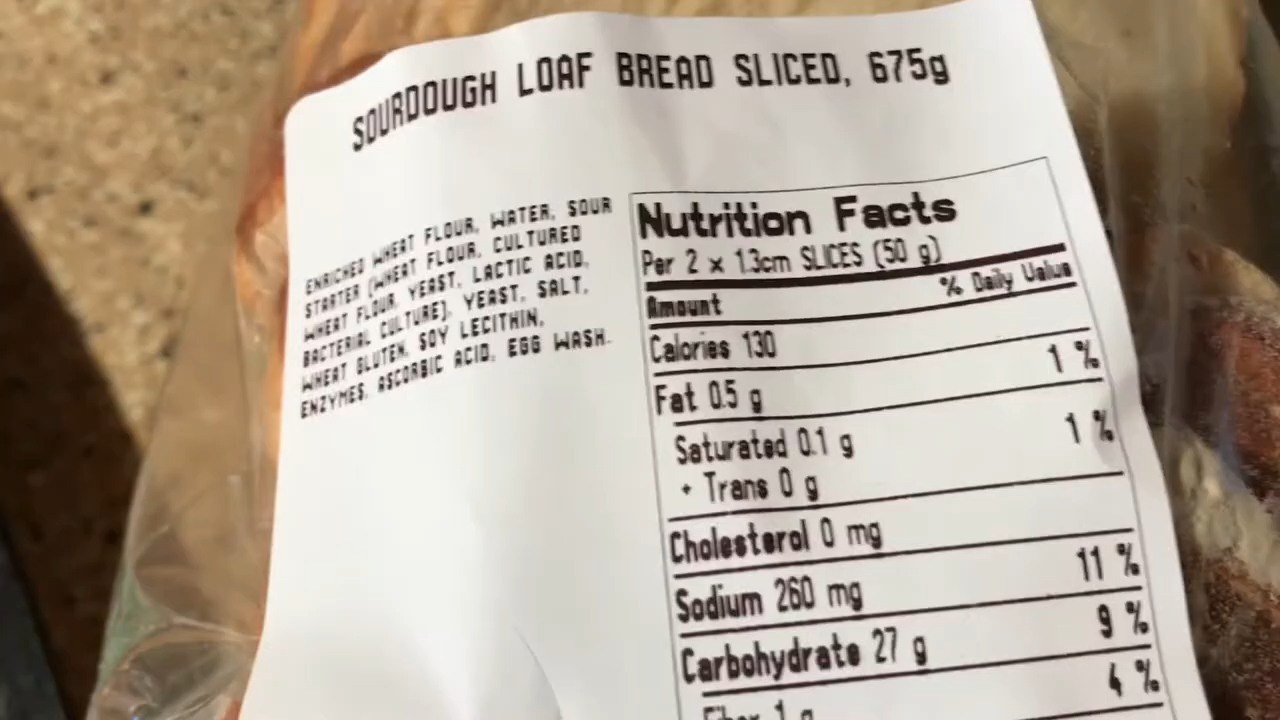 SOURDOUGH LOAF BREAD SLICED, 675g
ENRICHED WHEAT FLOUR, WATER, SOUR
STARTER (WHEAT FLOUR, CULTURED
WHEAT FLOUR, YEAST, LACTIC ACID,
BACTERIAL CULTURE), YEAST, SALT,
WHEAT GLUTEN, SOY LECITHIN,
ENZYMES, ASCORBIC ACID, EGG WASH.
Nutrition Facts
Per 2 x 1.3cm SLICES (50 g)
Amount % Daily Value
Calories 130
Fat 0.5 g 1 %
Saturated 0.1 g 1 %
+ Trans 0 g
Cholesterol 0 mg
Sodium 260 mg 11 %
Carbohydrate 27 g 9 %
Fiber 1 g 4 %